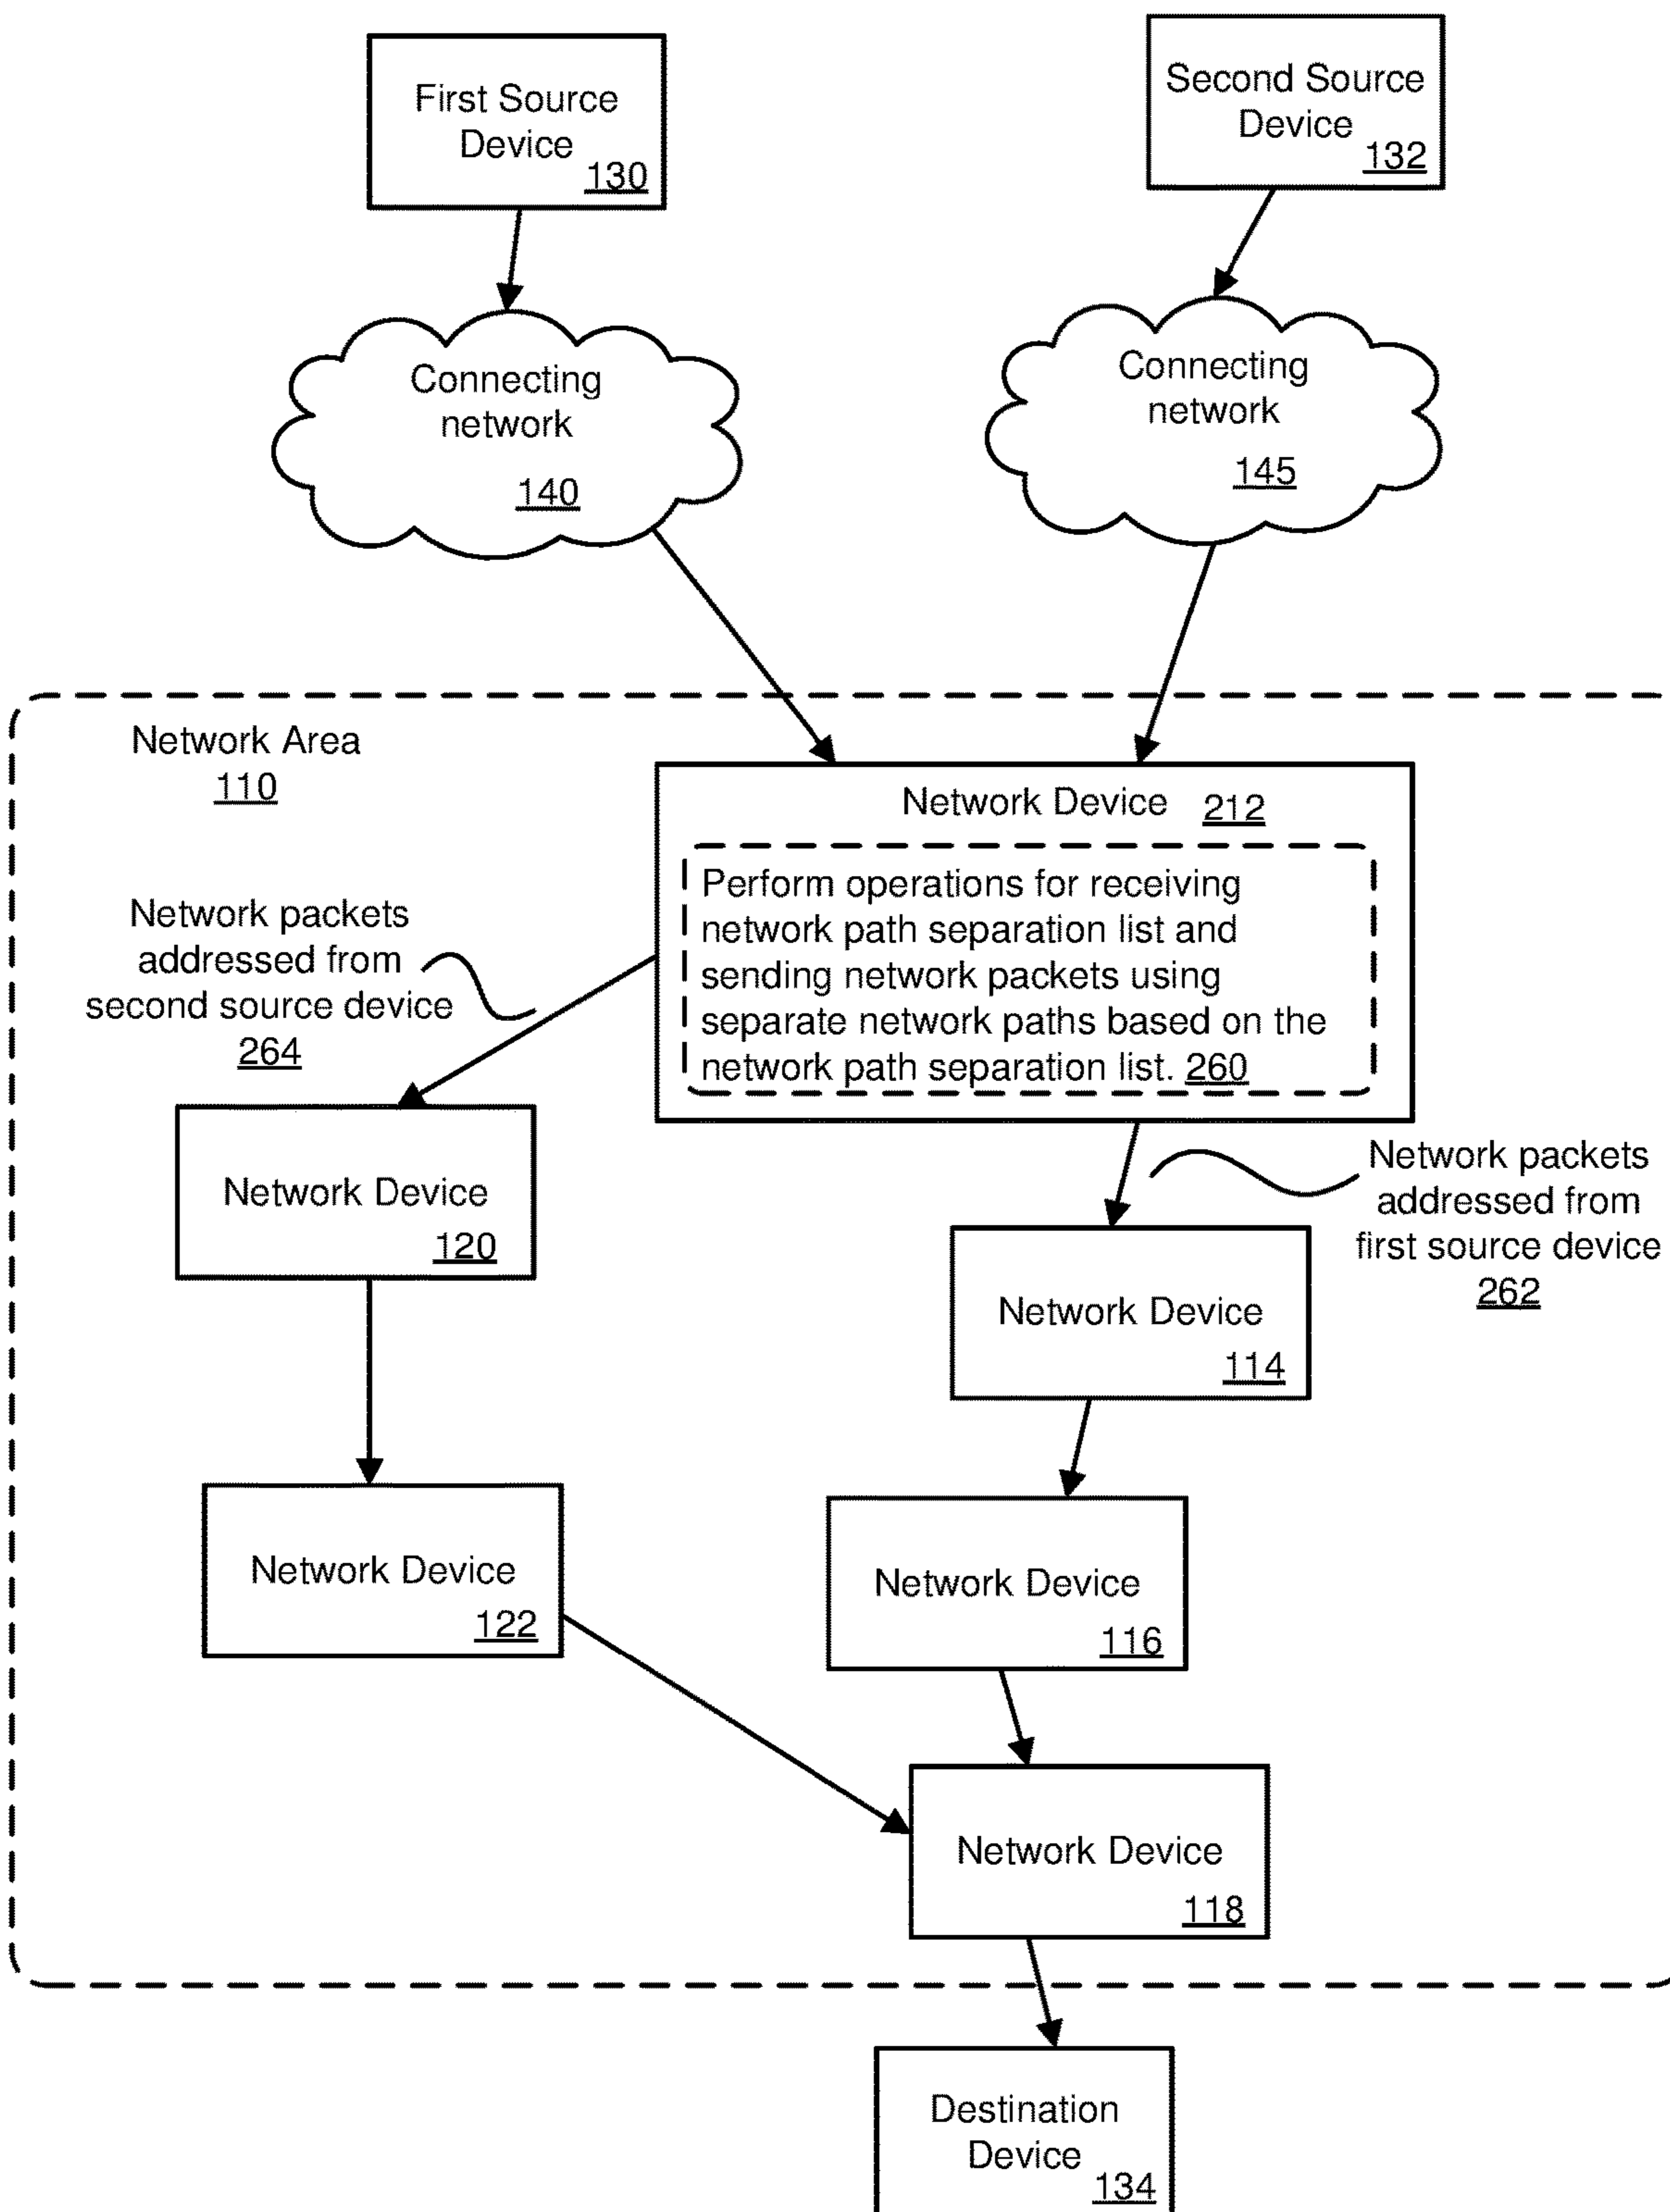 First Source
Device
130
Second Source
Device
132
Connecting
network
140
Connecting
network
145
Network Area
110
Network Device 212
Perform operations for receiving
network path separation list and
sending network packets using
separate network paths based on the
network path separation list. 260
Network packets
addressed from
second source device
264
Network Device
120
Network packets
addressed from
first source device
262
Network Device
114
Network Device
122
Network Device
116
Network Device
118
Destination
Device
134